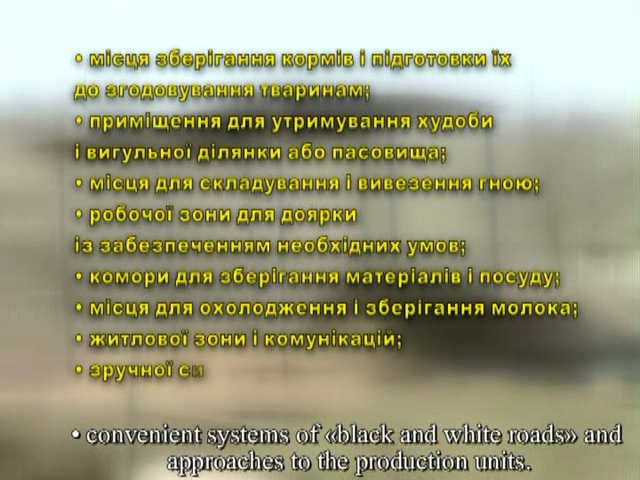 • місця зберігання кормів і підготовки їх
до згодовування тваринам;
• приміщення для утримування худоби
і вигульної ділянки або пасовища;
• місця для складування і вивезення гною;
• робочої зони для доярки
із забезпеченням необхідних умов;
• комори для зберігання матеріалів і посуду;
• місця для охолодження і зберігання молока;
• житлової зони і комунікацій;
• зручної си
• convenient systems of «black and white roads» and
approaches to the production units.